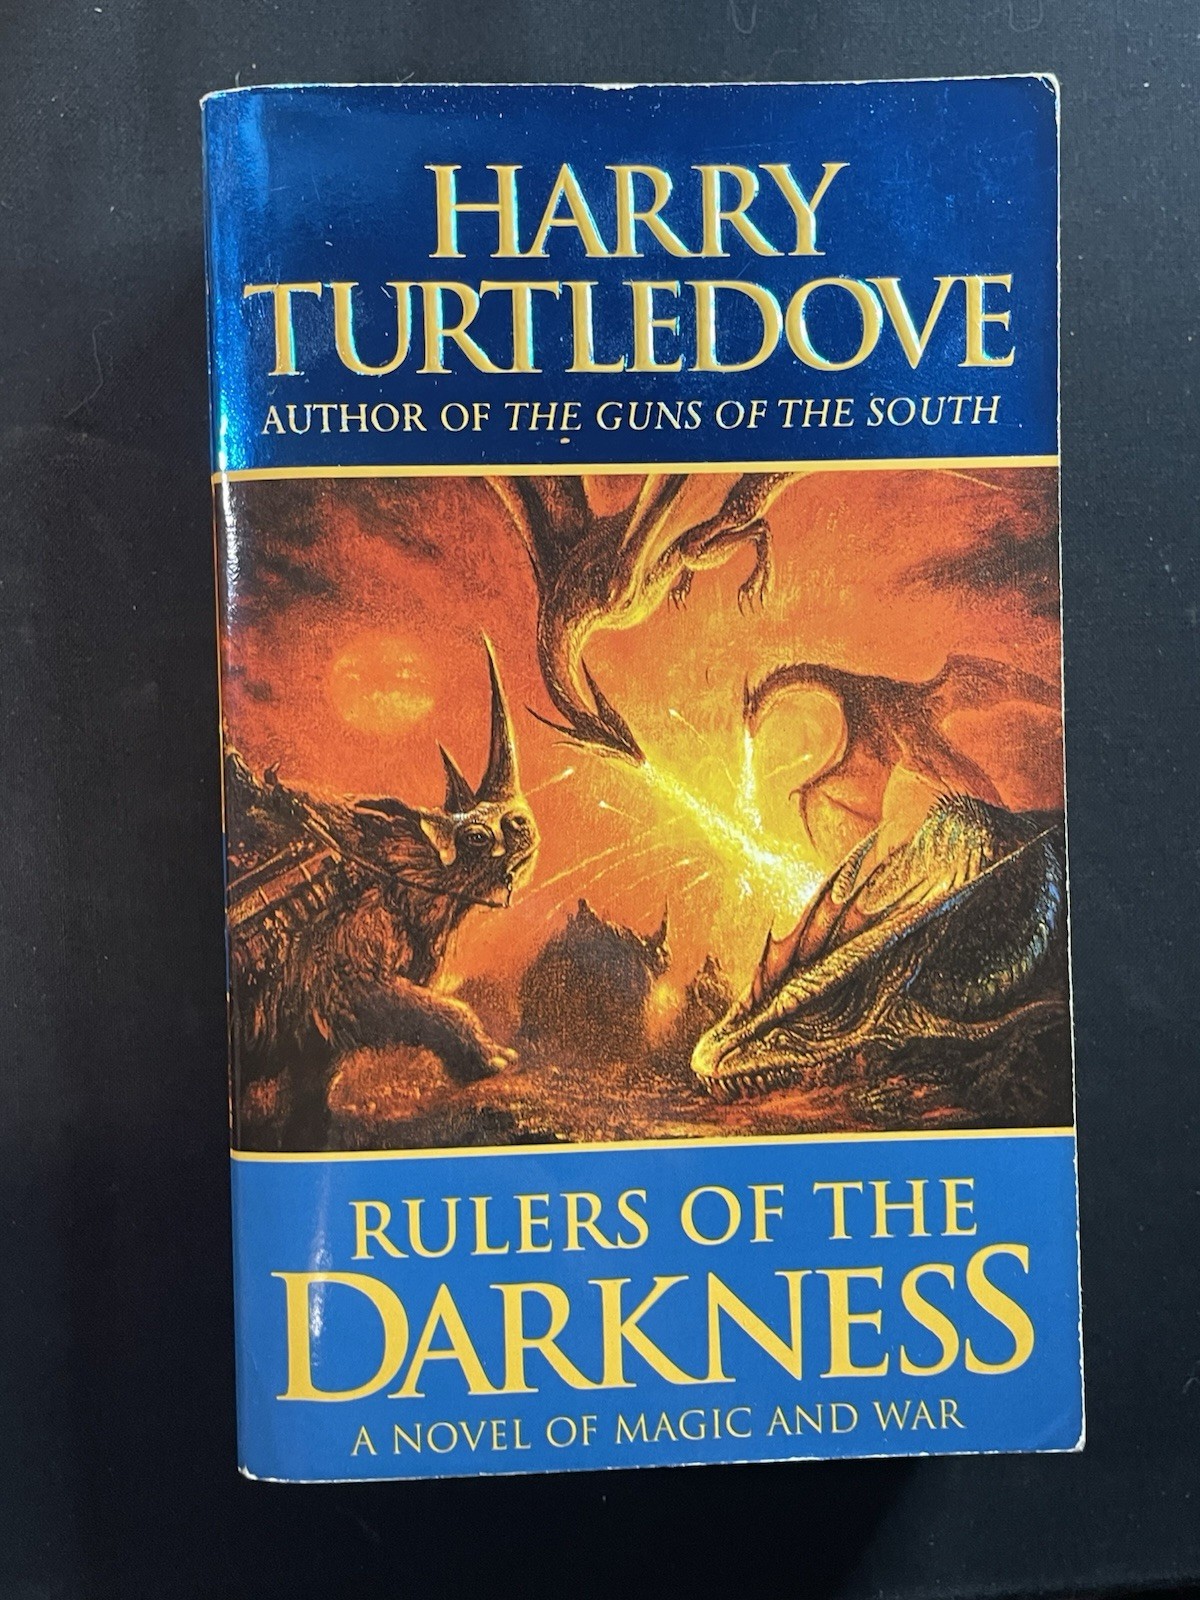 HARRY
TURTLEDOVE
AUTHOR OF THE GUNS OF THE SOUTH
RULERS OF THE
DARKNESS
A NOVEL OF MAGIC AND WAR